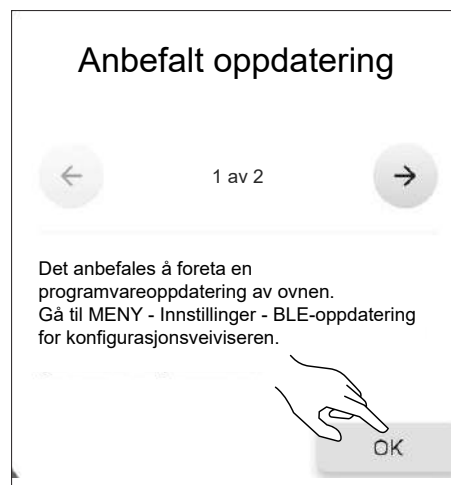 Anbefalt oppdatering
1 av 2
Det anbefales å foreta en
programvareoppdatering av ovnen.
Gå til MENY - Innstillinger - BLE-oppdatering
for konfigurasjonsveiviseren.
OK